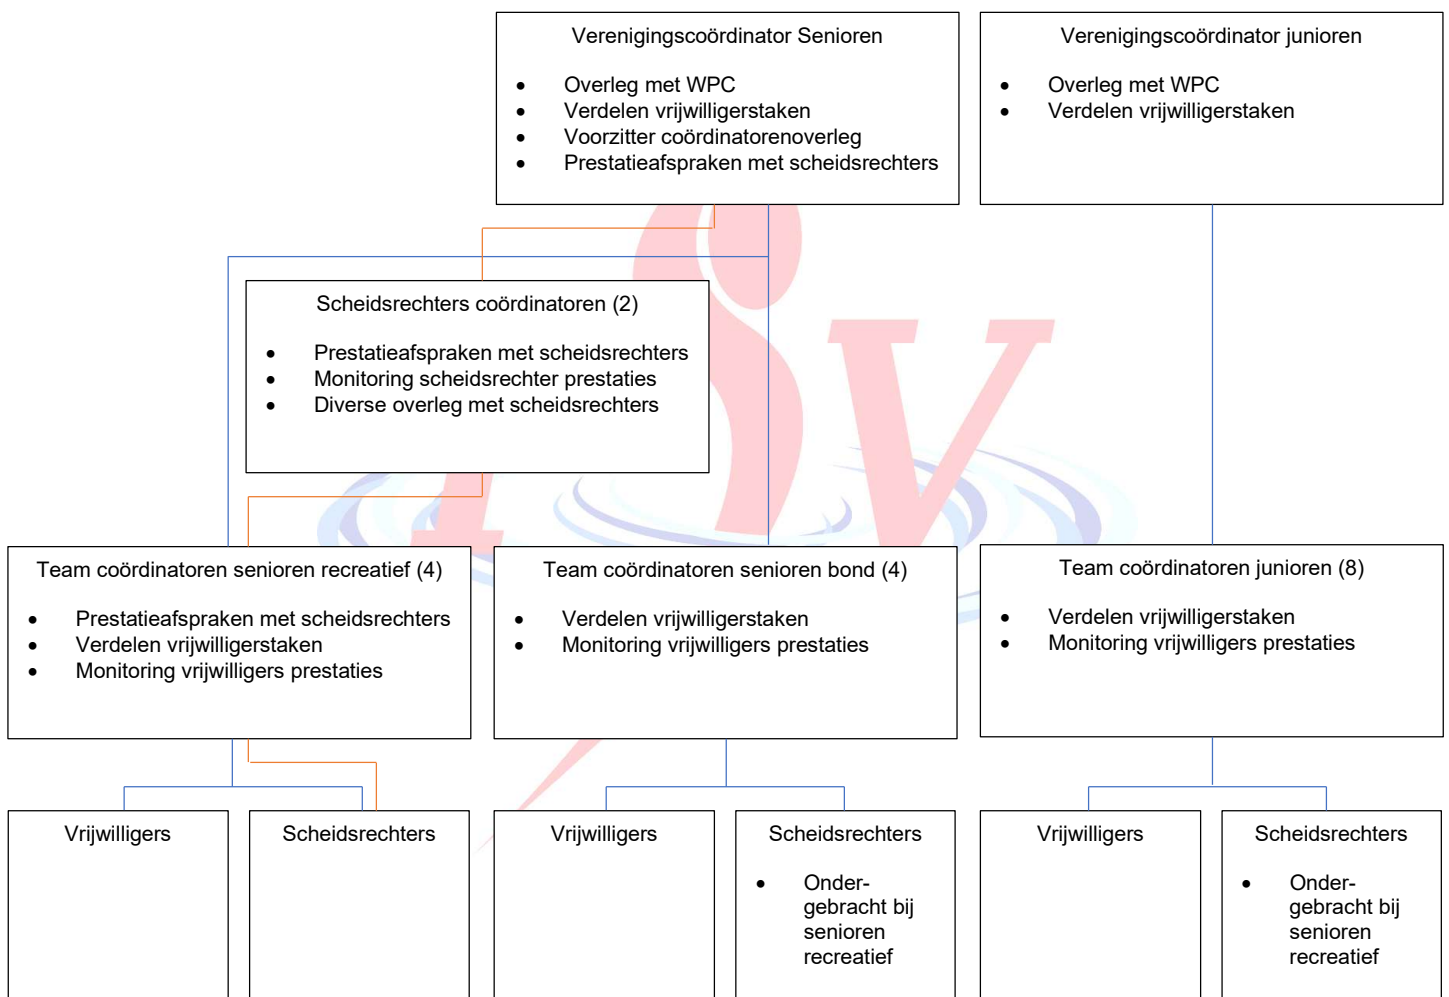 Verenigingscoördinator Senioren
• Overleg met WPC
• Verdelen vrijwilligerstaken
• Voorzitter coördinatorenoverleg
• Prestatieafspraken met scheidsrechters
Verenigingscoördinator junioren
• Overleg met WPC
• Verdelen vrijwilligerstaken
Scheidsrechters coördinatoren (2)
• Prestatieafspraken met scheidsrechters
• Monitoring scheidsrechter prestaties
• Diverse overleg met scheidsrechters
Team coördinatoren senioren recreatief (4)
• Prestatieafspraken met scheidsrechters
• Verdelen vrijwilligerstaken
• Monitoring vrijwilligers prestaties
Team coördinatoren senioren bond (4)
• Verdelen vrijwilligerstaken
• Monitoring vrijwilligers prestaties
Team coördinatoren junioren (8)
• Verdelen vrijwilligerstaken
• Monitoring vrijwilligers prestaties
Vrijwilligers
Scheidsrechters
Vrijwilligers
Scheidsrechters
• Onder-
gebracht bij
senioren
recreatief
Vrijwilligers
Scheidsrechters
• Onder-
gebracht bij
senioren
recreatief